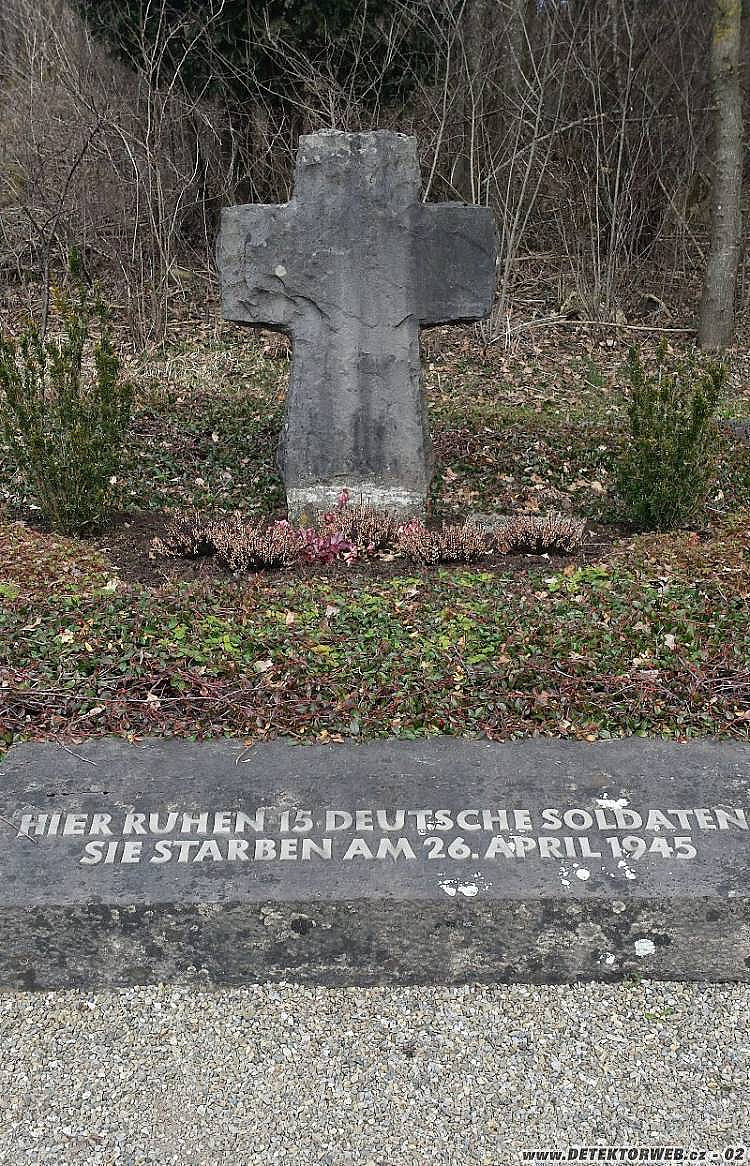 HIER RUHEN 15 DEUTSCHE SOLDATEN
SIE STARBEN AM 26. APRIL 1945
www.DETEKTORWEB.cz - 02